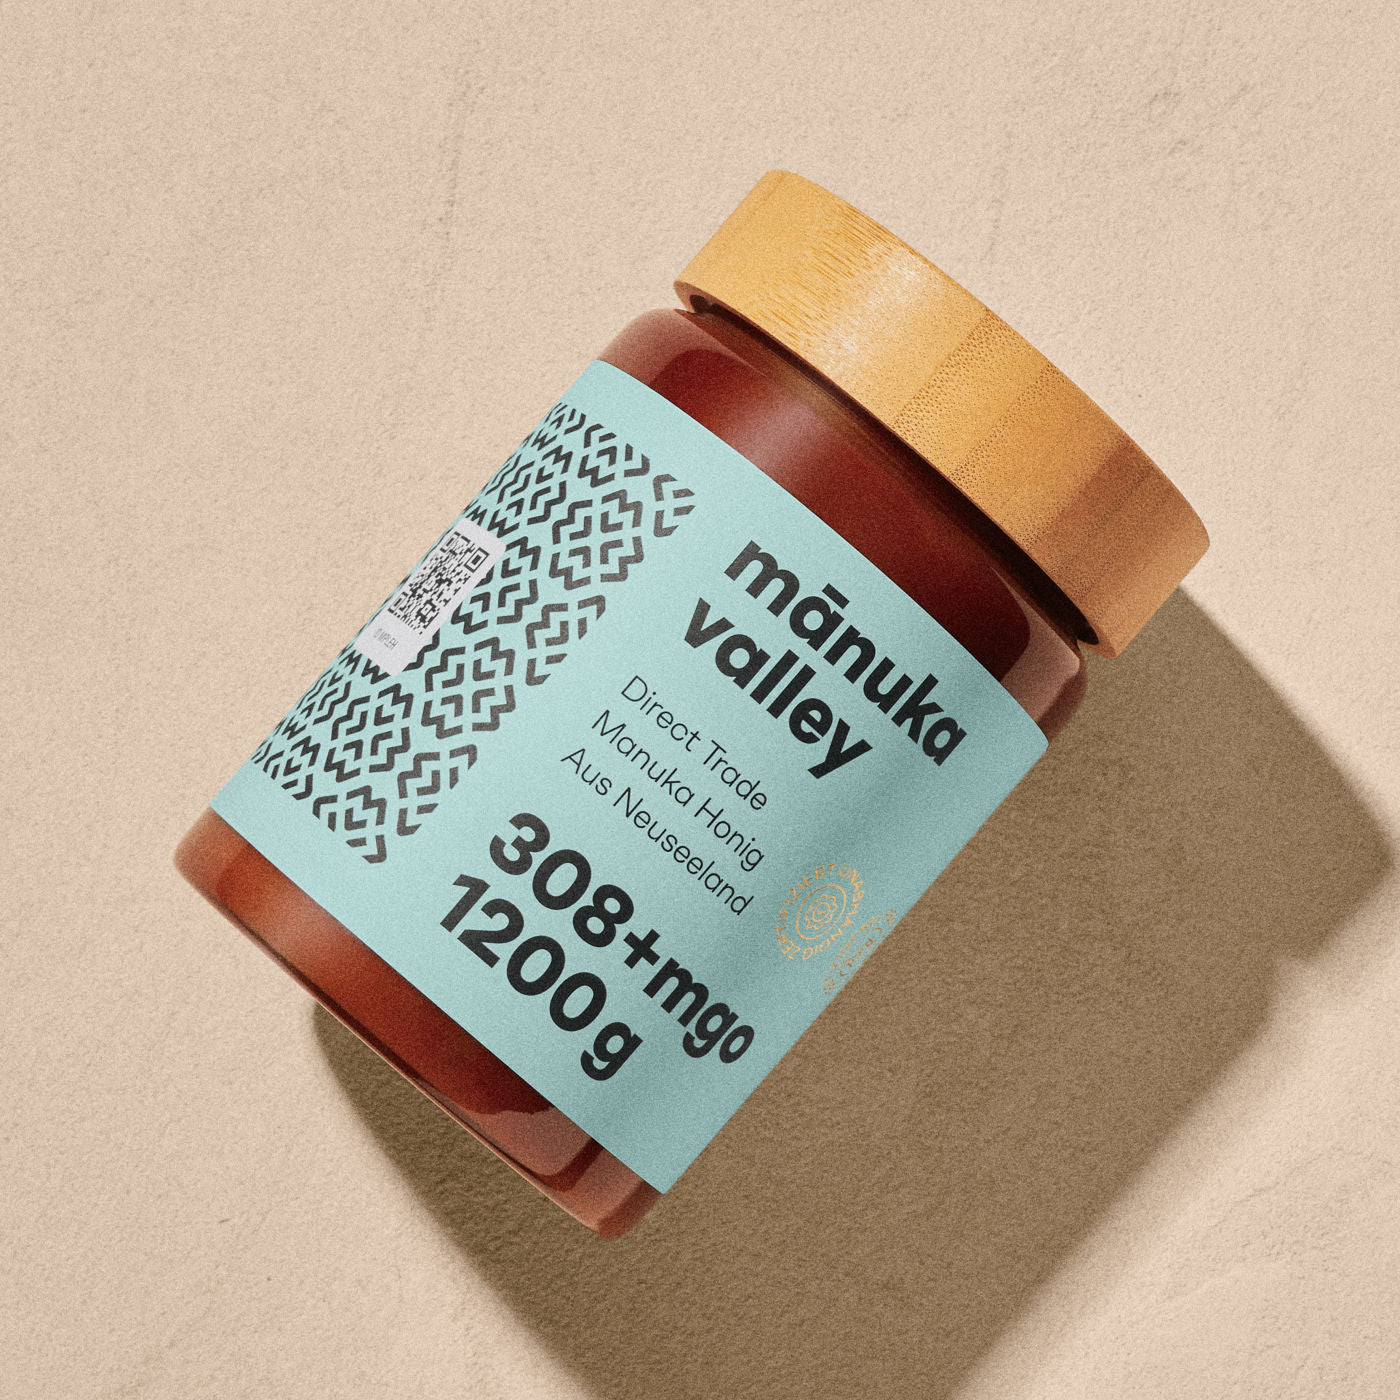 mānuka
valley
Direct Trade
Manuka Honig
Aus Neuseeland
308+mgo
1200g